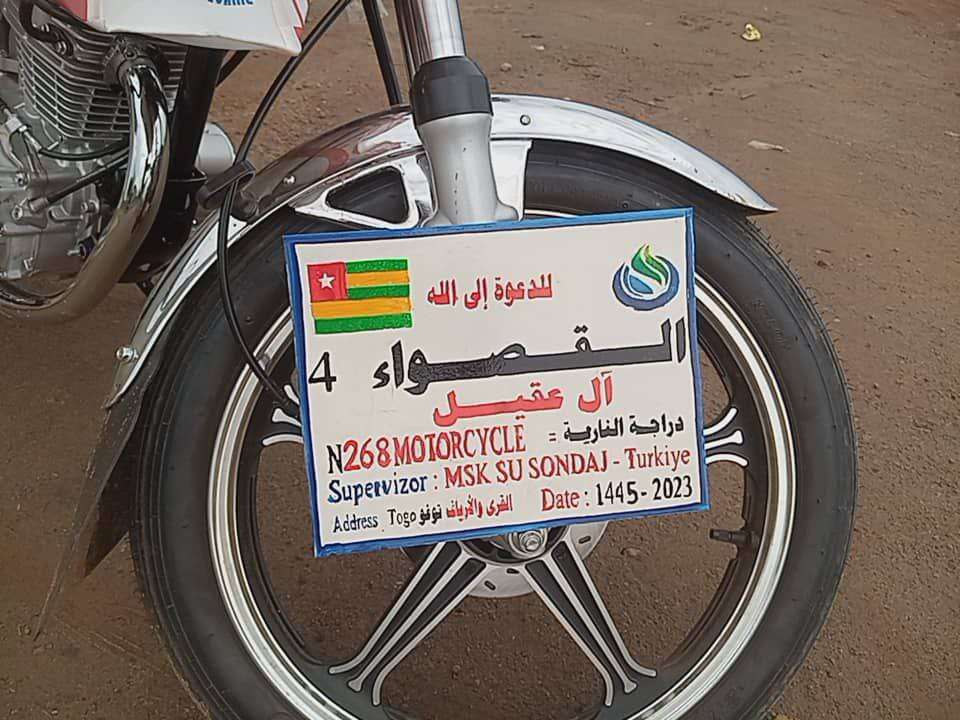 للدعوة إلى الله
القصواء 4
آل عقيل
N268 MOTORCYCLE = دراجة النارية
Supervizor : MSK SU SONDAJ - Turkiye
Address Togo توغو القرى والأرياف Date : 1445 - 2023